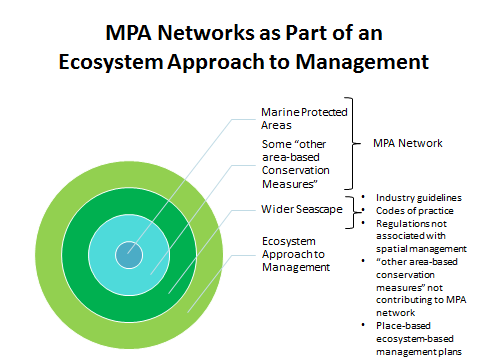 MPA Networks as Part of an
Ecosystem Approach to Management
Marine Protected
Areas
Some “other
area-based
Conservation
Measures”
MPA Network
Wider Seascape
Ecosystem
Approach to
Management
• Industry guidelines
• Codes of practice
• Regulations not
associated with
spatial management
• “other area-based
conservation
measures” not
contributing to MPA
network
• Place-based
ecosystem-based
management plans